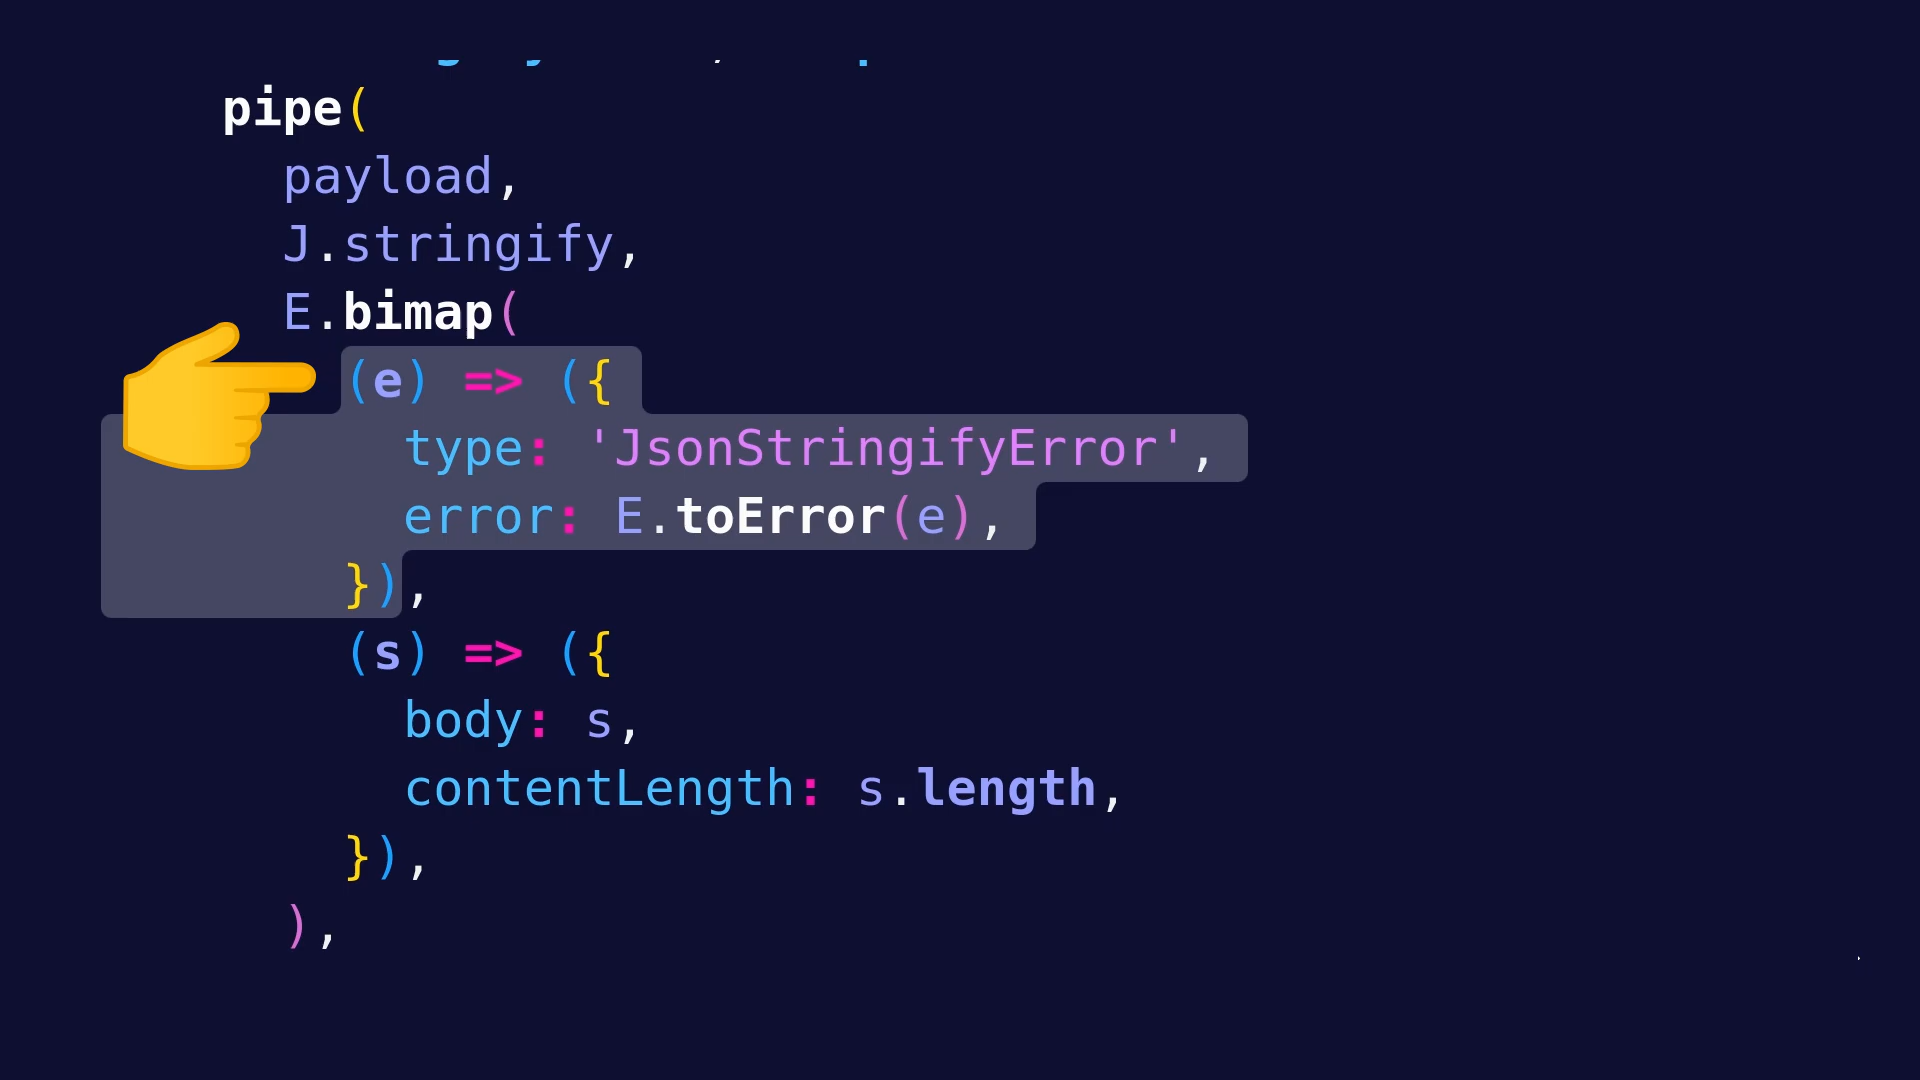 pipe(
payload,
J.stringify,
E.bimap(
(e) => ({
type: 'JsonStringifyError',
error: E.toError(e),
}),
(s) => ({
body: s,
contentLength: s.length,
}),
),